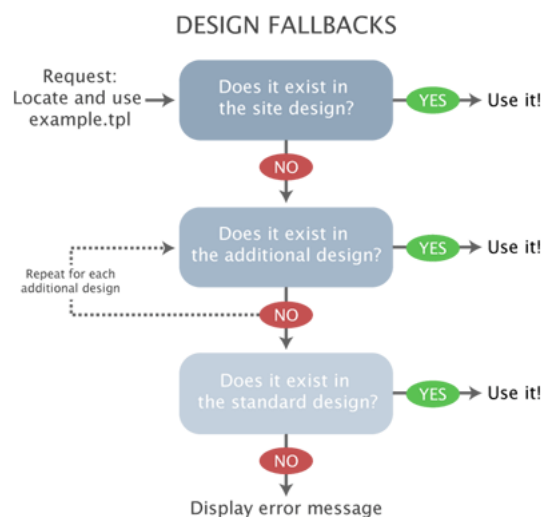 DESIGN FALLBACKS
Request:
Locate and use
example.tpl
Does it exist in
the site design?
YES
Use it!
NO
Does it exist in
the additional design?
YES
Use it!
Repeat for each
additional design
NO
Does it exist in
the standard design?
YES
Use it!
NO
Display error message